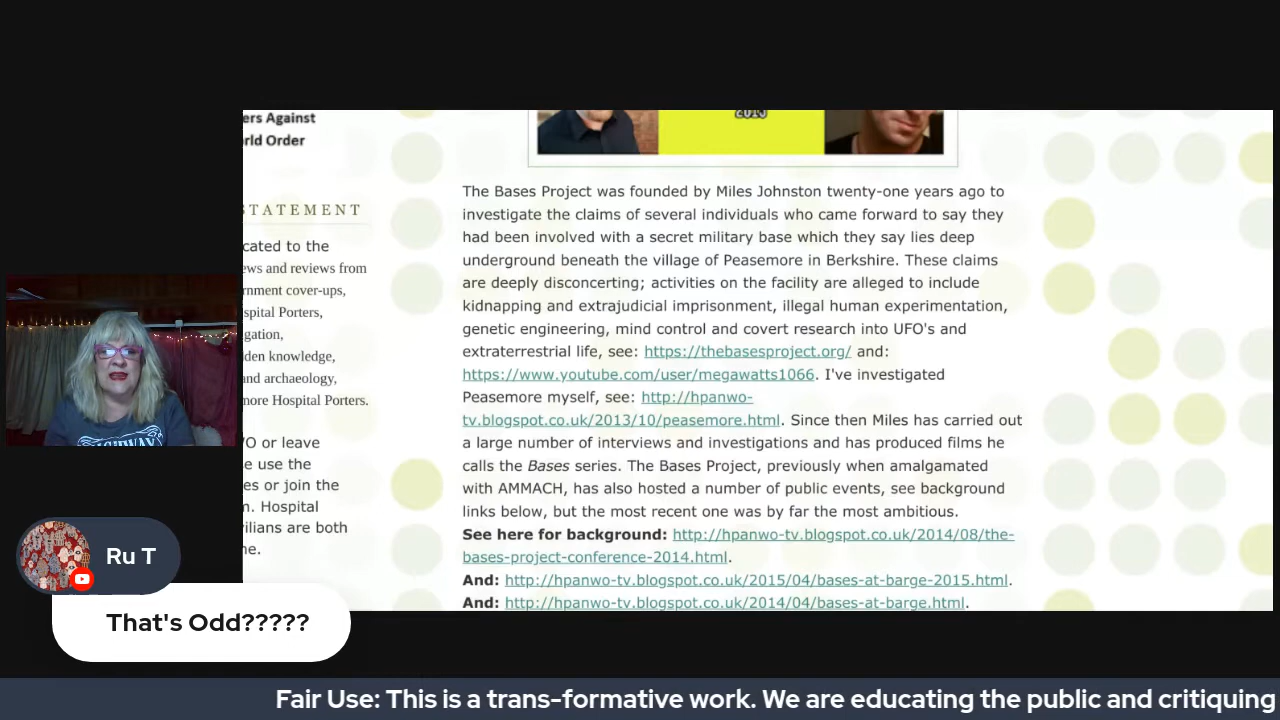 ers Against
rld Order
STATEMENT
cated to the
ews and reviews from
rnment cover-ups,
spital Porters,
gation,
den knowledge,
and archaeology,
more Hospital Porters.
/O or leave
e use the
es or join the
n. Hospital
vilians are both
ne.
2015
The Bases Project was founded by Miles Johnston twenty-one years ago to
investigate the claims of several individuals who came forward to say they
had been involved with a secret military base which they say lies deep
underground beneath the village of Peasemore in Berkshire. These claims
are deeply disconcerting; activities on the facility are alleged to include
kidnapping and extrajudicial imprisonment, illegal human experimentation,
genetic engineering, mind control and covert research into UFO's and
extraterrestrial life, see: https://thebasesproject.org/ and:
https://www.youtube.com/user/megawatts1066. I've investigated
Peasemore myself, see: http://hpanwo-
tv.blogspot.co.uk/2013/10/peasemore.html. Since then Miles has carried out
a large number of interviews and investigations and has produced films he
calls the Bases series. The Bases Project, previously when amalgamated
with AMMACH, has also hosted a number of public events, see background
links below, but the most recent one was by far the most ambitious.
See here for background: http://hpanwo-tv.blogspot.co.uk/2014/08/the-
bases-project-conference-2014.html.
And: http://hpanwo-tv.blogspot.co.uk/2015/04/bases-at-barge-2015.html.
And: http://hpanwo-tv.blogspot.co.uk/2014/04/bases-at-barge.html.
HIGHWAY
Ru T
That's Odd?????
Fair Use: This is a trans-formative work. We are educating the public and critiquing